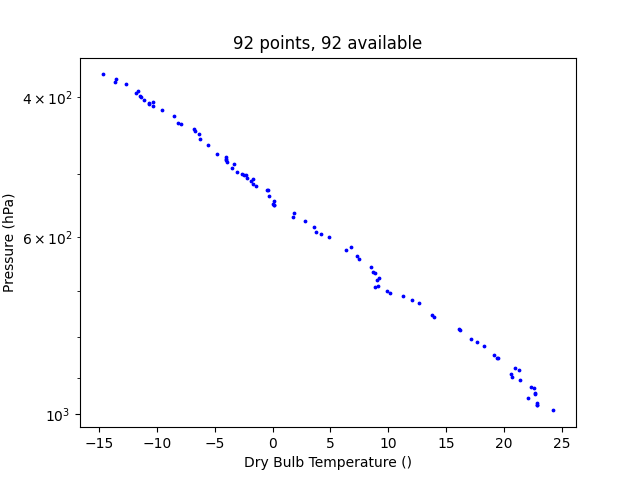 92 points, 92 available
4 × 10²
6 × 10²
10³
Pressure (hPa)
−15 −10 −5 0 5 10 15 20 25
Dry Bulb Temperature ()